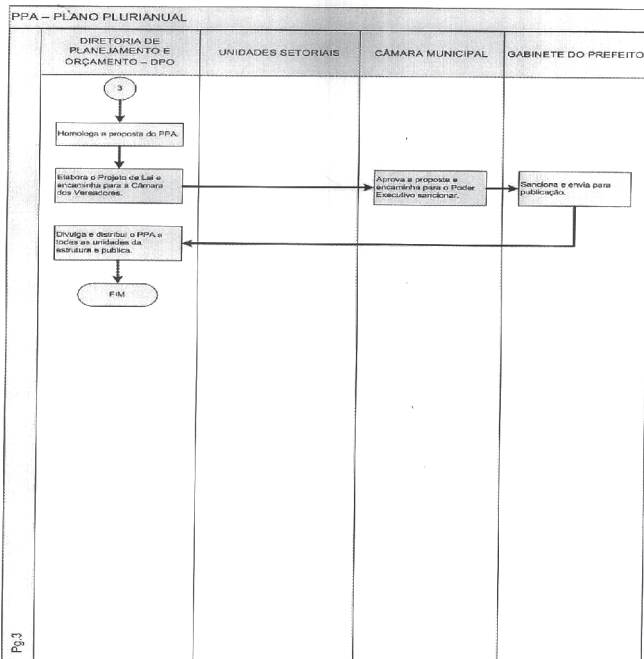 PPA – PLANO PLURIANUAL
DIRETORIA DE
PLANEJAMENTO E
ORÇAMENTO – DPO
UNIDADES SETORIAIS
CÂMARA MUNICIPAL
GABINETE DO PREFEITO
3
Homologa a proposta do PPA.
Elabora o Projeto de Lei e
encaminha para a Câmara
dos Vereadores.
Aprova a proposta e
encaminha para o Poder
Executivo sancionar.
Sanciona e envia para
publicação.
Divulga e distribui o PPA a
todas as unidades da
estrutura e publica.
FIM
Pg.3